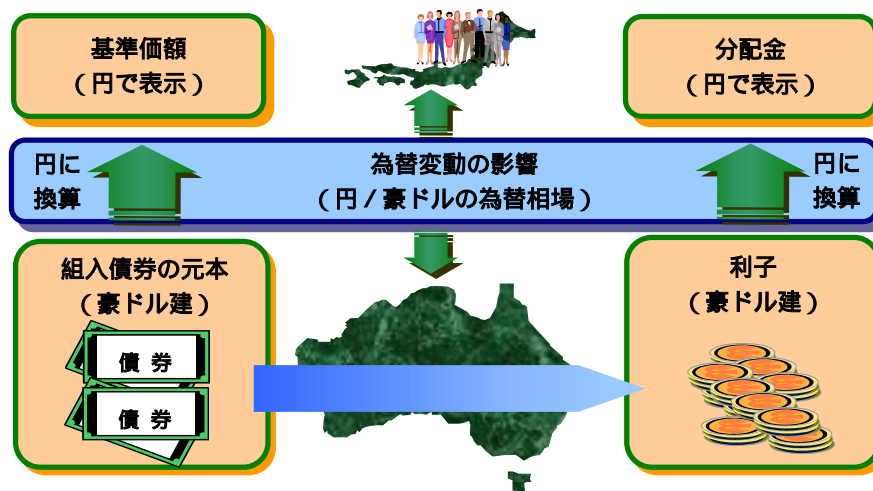 基準価額
（円で表示）
分配金
（円で表示）
円に
換算
為替変動の影響
（円／豪ドルの為替相場）
円に
換算
組入債券の元本
（豪ドル建）
債 券
債 券
利子
（豪ドル建）